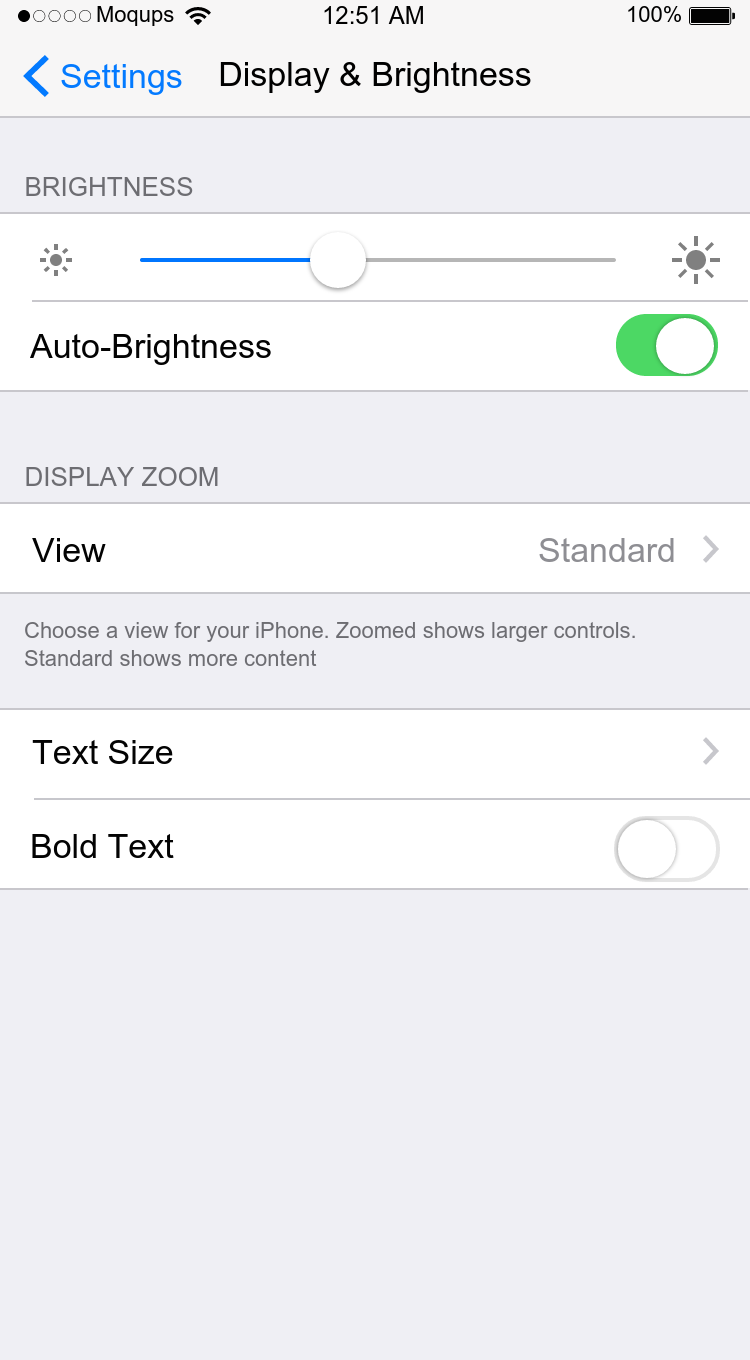 Moqups 12:51 AM 100%
Settings Display & Brightness
BRIGHTNESS
Auto-Brightness
DISPLAY ZOOM
View Standard
Choose a view for your iPhone. Zoomed shows larger controls.
Standard shows more content
Text Size
Bold Text